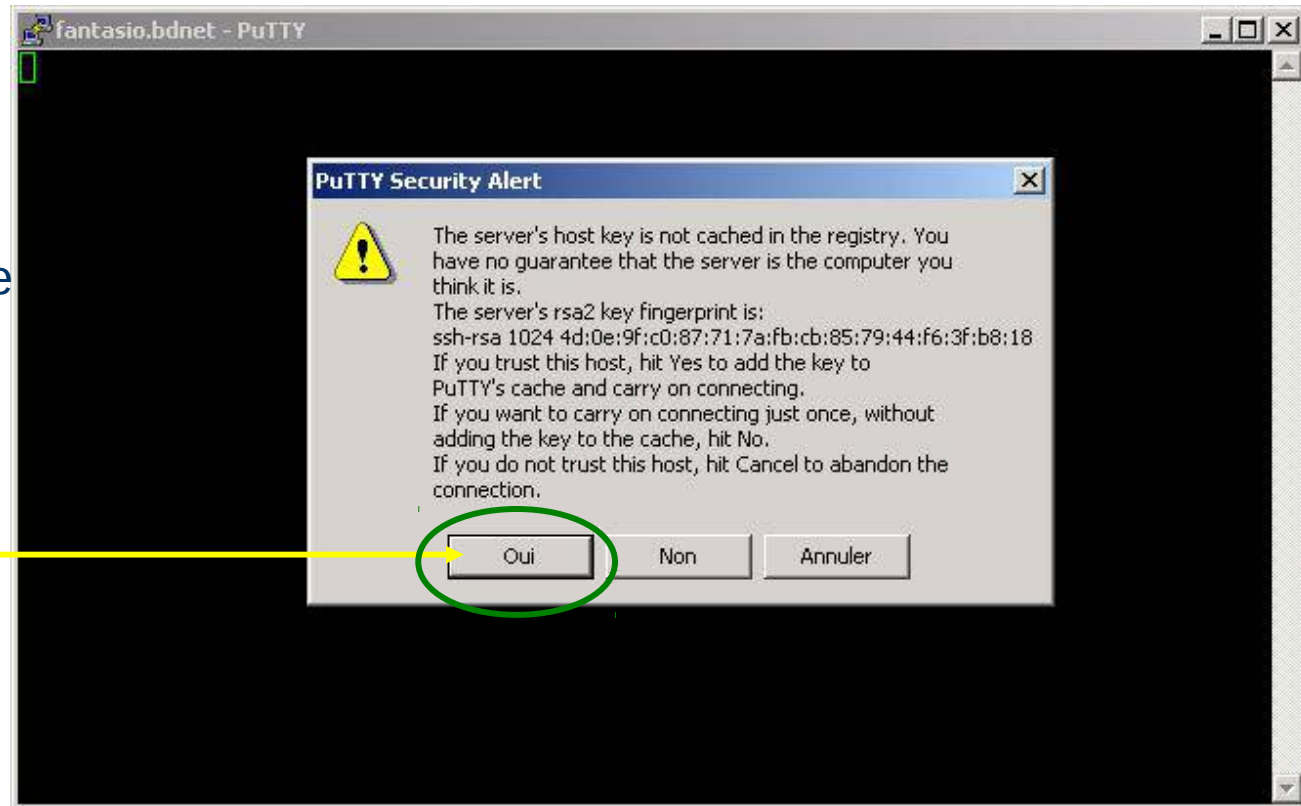 fantasio.bdnet - PuTTY
PuTTY Security Alert
The server's host key is not cached in the registry. You
have no guarantee that the server is the computer you
think it is.
The server's rsa2 key fingerprint is:
ssh-rsa 1024 4d:0e:9f:c0:87:71:7a:fb:cb:85:79:44:f6:3f:b8:18
If you trust this host, hit Yes to add the key to
PuTTY's cache and carry on connecting.
If you want to carry on connecting just once, without
adding the key to the cache, hit No.
If you do not trust this host, hit Cancel to abandon the
connection.
Oui Non Annuler